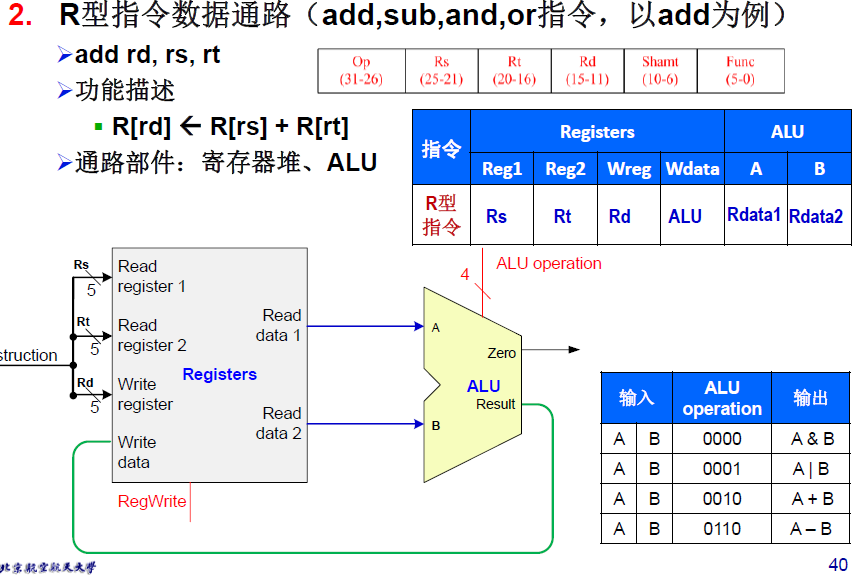 2. R型指令数据通路（add,sub,and,or指令，以add为例）
➢add rd, rs, rt
➢功能描述
▪ R[rd] ← R[rs] + R[rt]
➢通路部件：寄存器堆、ALU
Op Rs Rt Rd Shamt Func
(31-26) (25-21) (20-16) (15-11) (10-6) (5-0)
指令 Registers ALU
Reg1 Reg2 Wreg Wdata A B
R型指令 Rs Rt Rd ALU Rdata1 Rdata2
struction
Rs
5
Rt
5
Rd
5
Read
register 1
Read
register 2
Write
register
Write
data
Registers
Read
data 1
Read
data 2
RegWrite
4
ALU operation
A
B
Zero
ALU
Result
输入 ALU operation 输出
A B 0000 A & B
A B 0001 A | B
A B 0010 A + B
A B 0110 A – B
北京航空航天大学
40